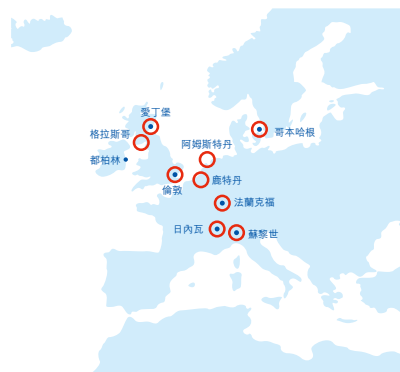 愛丁堡
格拉斯哥
哥本哈根
阿姆斯特丹
都柏林
鹿特丹
倫敦
法蘭克福
日內瓦
蘇黎世